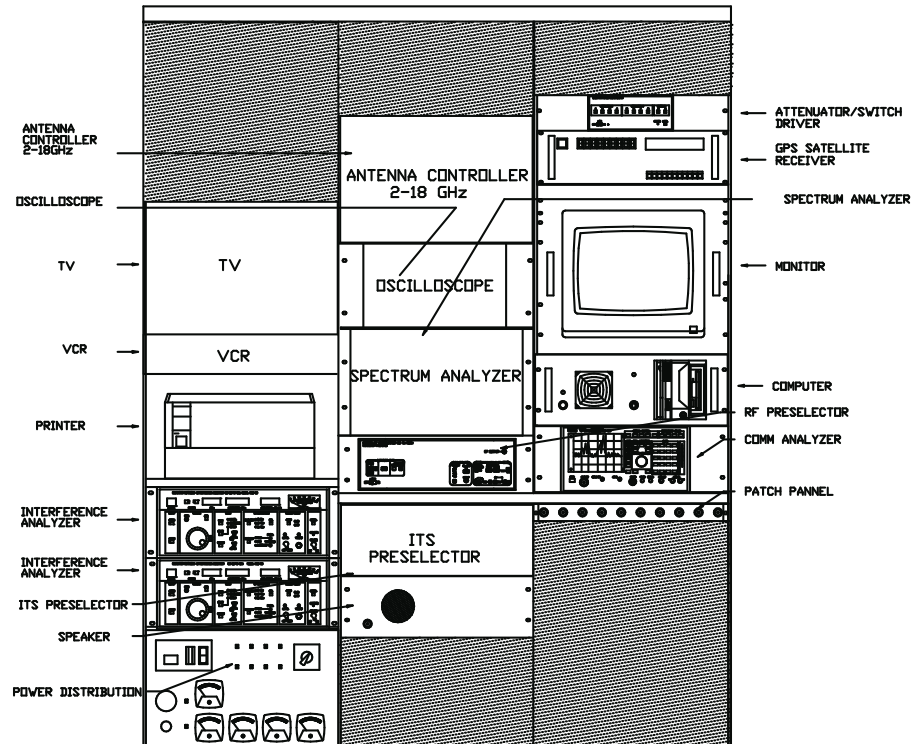 ANTENNA
CONTROLLER
2-18GHz
OSCILLOSCOPE
TV
VCR
PRINTER
INTERFERENCE
ANALYZER
INTERFERENCE
ANALYZER
ITS PRESELECTOR
SPEAKER
POWER DISTRIBUTION
TV
VCR
ANTENNA CONTROLLER
2-18 GHz
OSCILLOSCOPE
SPECTRUM ANALYZER
ITS
PRESELECTOR
ATTENUATOR/SWITCH
DRIVER
GPS SATELLITE
RECEIVER
SPECTRUM ANALYZER
MONITOR
COMPUTER
RF PRESELECTOR
COMM ANALYZER
PATCH PANNEL